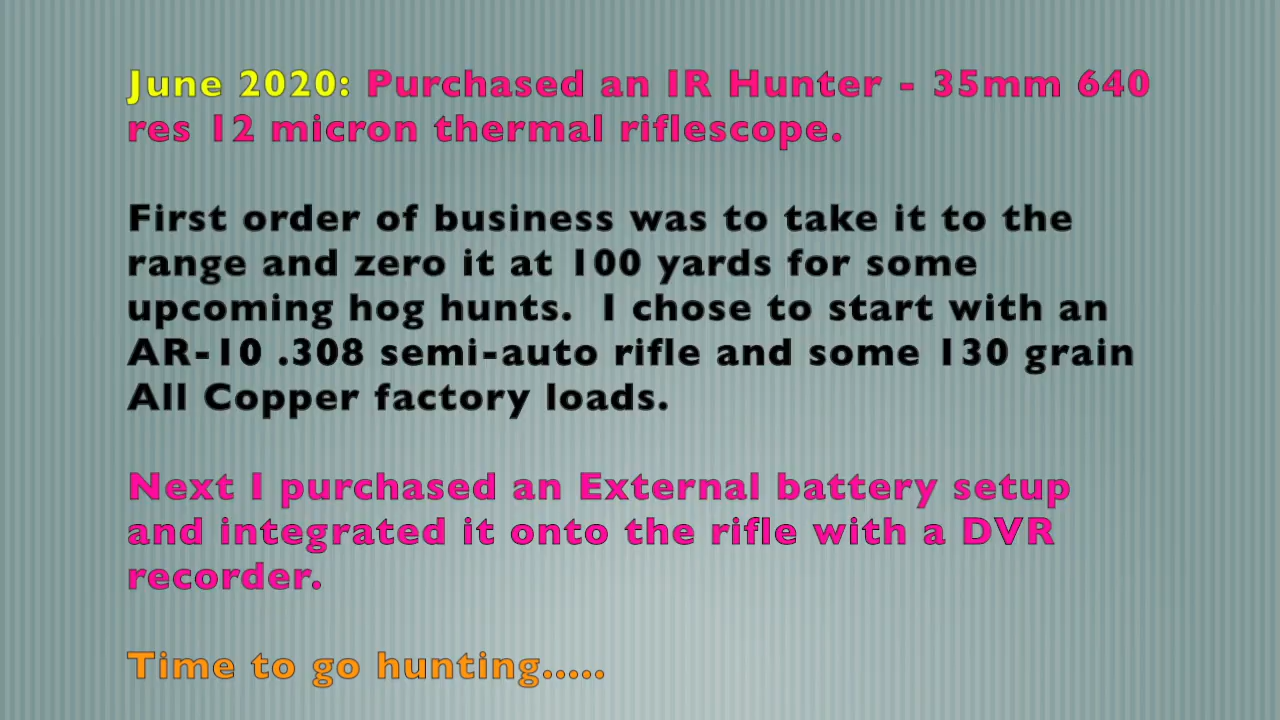 June 2020: Purchased an IR Hunter - 35mm 640
res 12 micron thermal riflescope.
First order of business was to take it to the
range and zero it at 100 yards for some
upcoming hog hunts.  I chose to start with an
AR-10 .308 semi-auto rifle and some 130 grain
All Copper factory loads.
Next I purchased an External battery setup
and integrated it onto the rifle with a DVR
recorder.
Time to go hunting.....